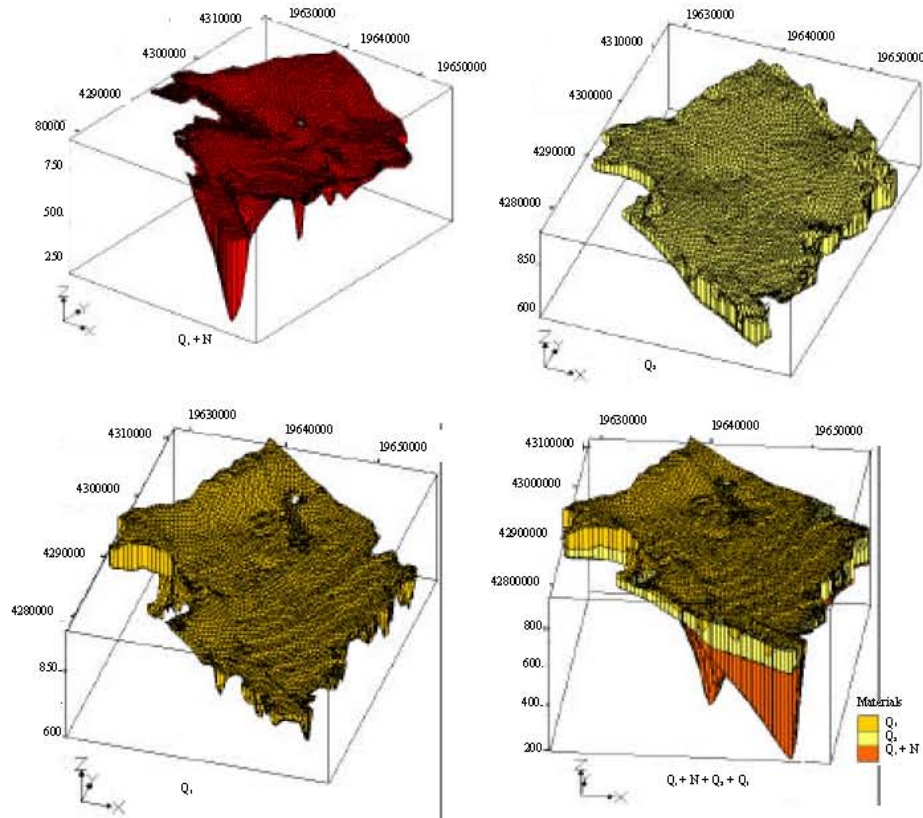 4310000 19630000
4300000 19640000
4290000 19650000
80000
750
500.
250
Z
Y
X
Q + N
19630000
4310000 19640000
19650000
4300000
4290000
4280000
850
600
Z
Y
X
Q
19630000
4310000 19640000
19650000
4300000
4290000
4280000
850
600
Z
Y
X
Q
19630000
19640000
19650000
43100000
43000000
42900000
42800000
800
600.
400
200
Z
Y
X
Q + N + Q + Q
Materials
Q
Q
Q + N